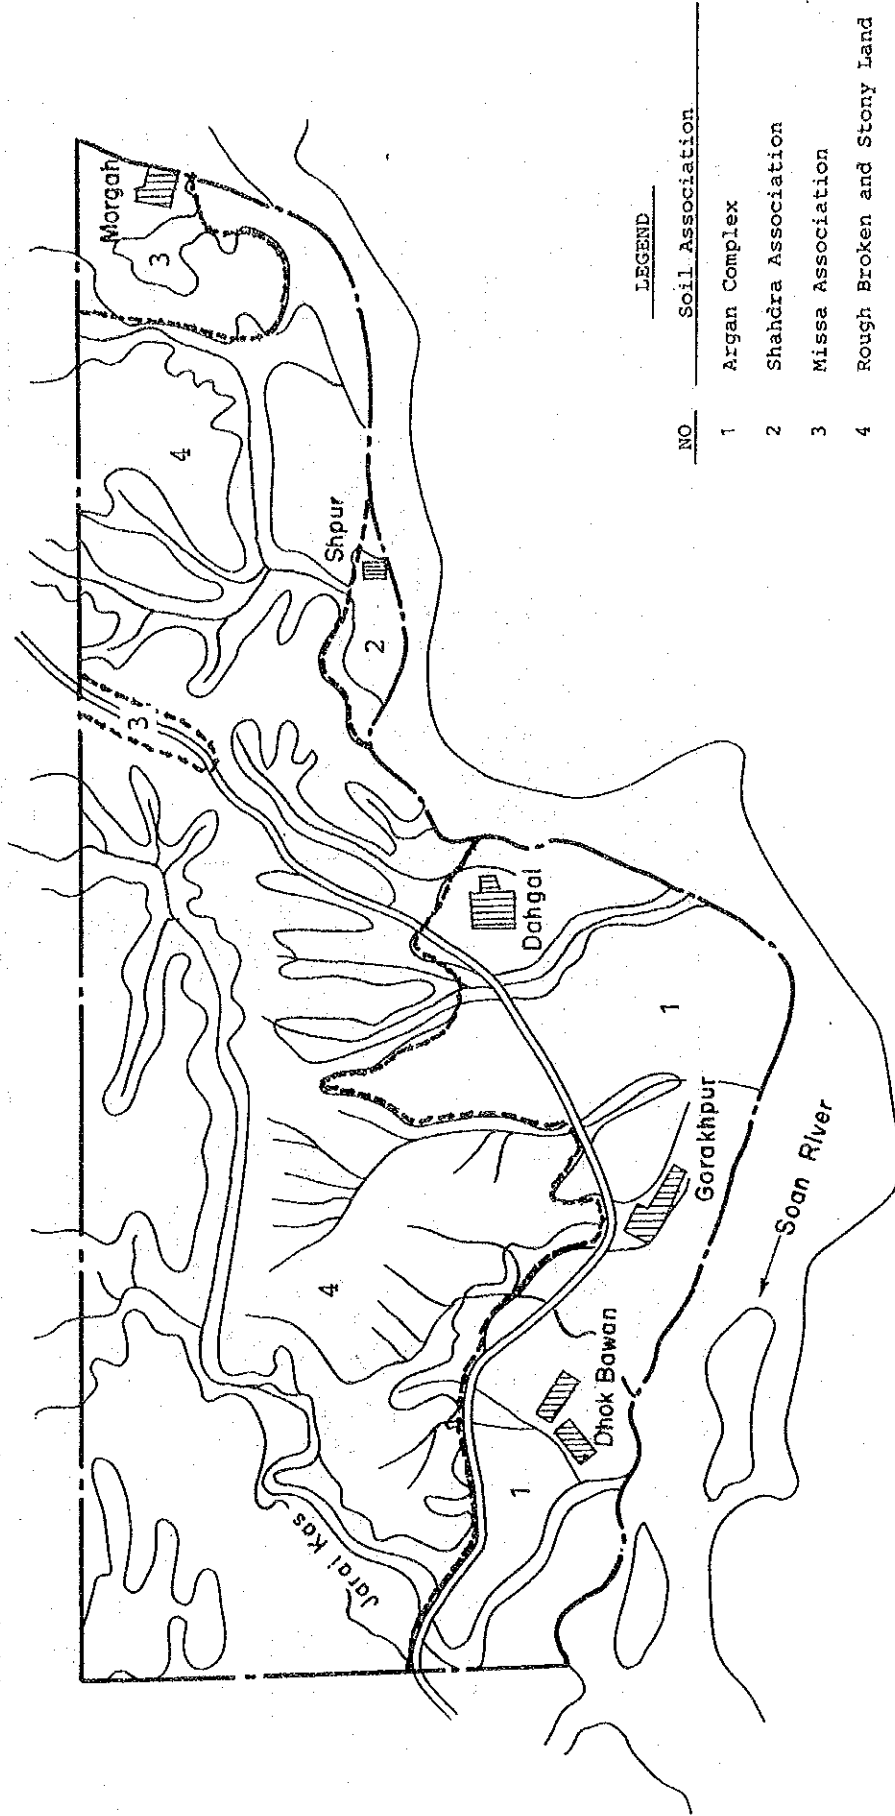 Morgah
3
4
Shpur
2
3
Dahgal
1
Gorakhpur
Soan River
4
Dhok Bawan
1
Jarai Kas
LEGEND
NO Soil Association
1 Argan Complex
2 Shahdra Association
3 Missa Association
4 Rough Broken and Stony Land